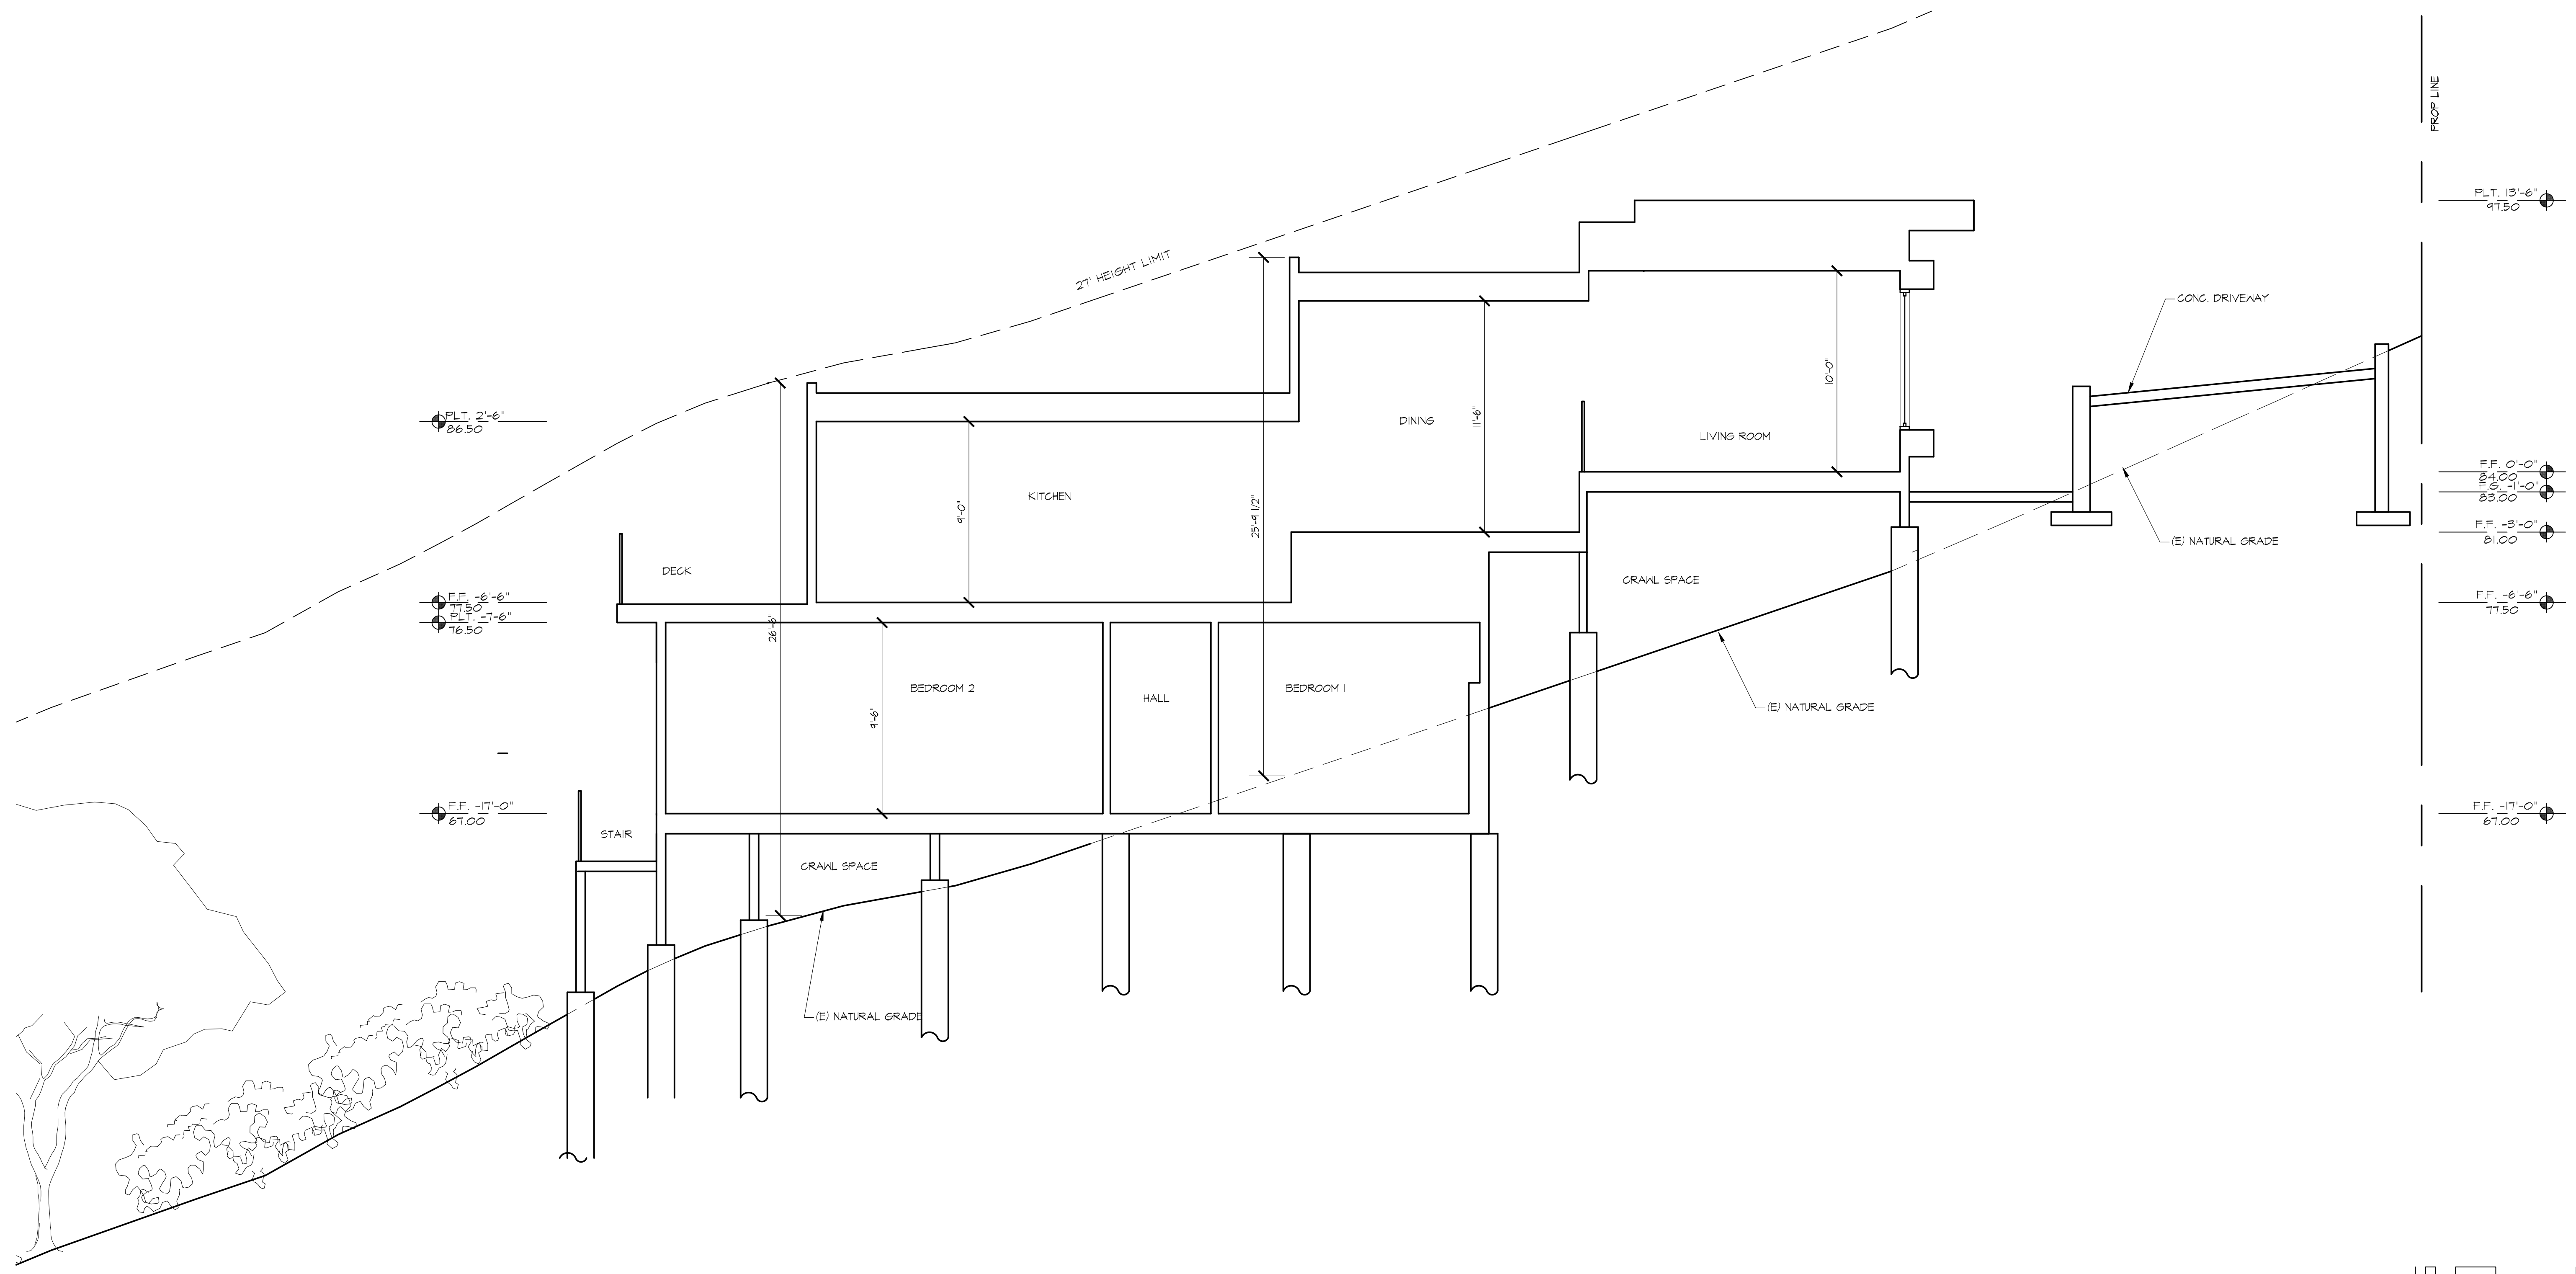 PROP LINE
PLT. 13'-6"
97.50
27' HEIGHT LIMIT
CONC. DRIVEWAY
10'-0"
PLT. 2'-6"
86.50
DINING
11'-6"
LIVING ROOM
F.F. 0'-0"
84.00
F.G. -1'-0"
83.00
KITCHEN
9'-0"
25'-9 1/2"
F.F. -3'-0"
81.00
(E) NATURAL GRADE
DECK
CRAWL SPACE
F.F. -6'-6"
77.50
PLT. -7'-6"
76.50
F.F. -6'-6"
77.50
26'-6"
BEDROOM 2
HALL
BEDROOM 1
9'-6"
(E) NATURAL GRADE
F.F. -17'-0"
67.00
F.F. -17'-0"
67.00
STAIR
CRAWL SPACE
(E) NATURAL GRADE